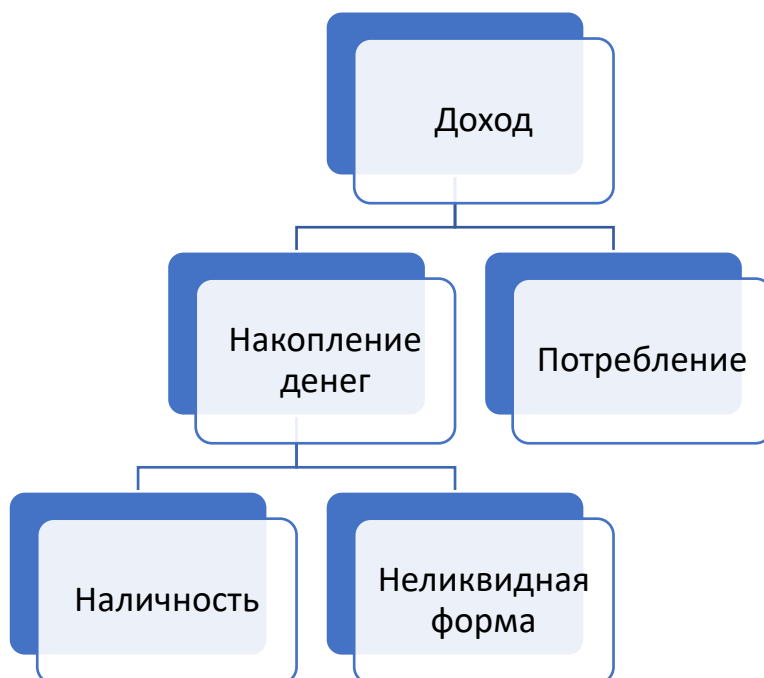 Доход
Накопление
денег
Потребление
Наличность
Неликвидная
форма